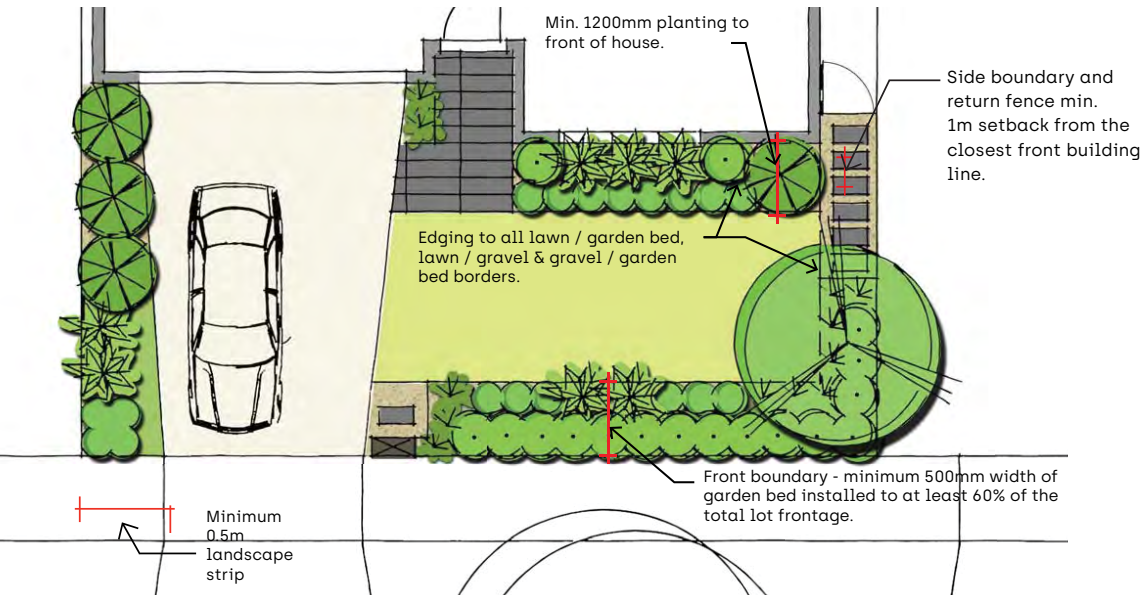 Min. 1200mm planting to
front of house.
Side boundary and
return fence min.
1m setback from the
closest front building
line.
Edging to all lawn / garden bed,
lawn / gravel & gravel / garden
bed borders.
Front boundary - minimum 500mm width of
garden bed installed to at least 60% of the
total lot frontage.
Minimum
0.5m
landscape
strip